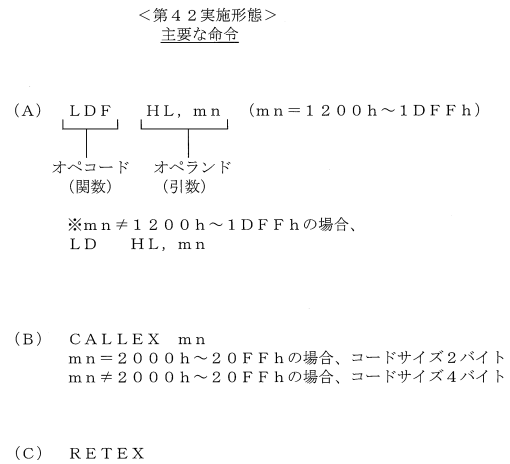 ＜第４２実施形態＞
主要な命令
（Ａ）　ＬＤＦ　ＨＬ，ｍｎ　（ｍｎ＝１２００ｈ～１ＤＦＦｈ）
オペコード　オペランド
（関数）　（引数）
※ｍｎ≠１２００ｈ～１ＤＦＦｈの場合、
ＬＤ　ＨＬ，ｍｎ
（Ｂ）　ＣＡＬＬＥＸ　ｍｎ
ｍｎ＝２０００ｈ～２０ＦＦｈの場合、コードサイズ２バイト
ｍｎ≠２０００ｈ～２０ＦＦｈの場合、コードサイズ４バイト
（Ｃ）　ＲＥＴＥＸ